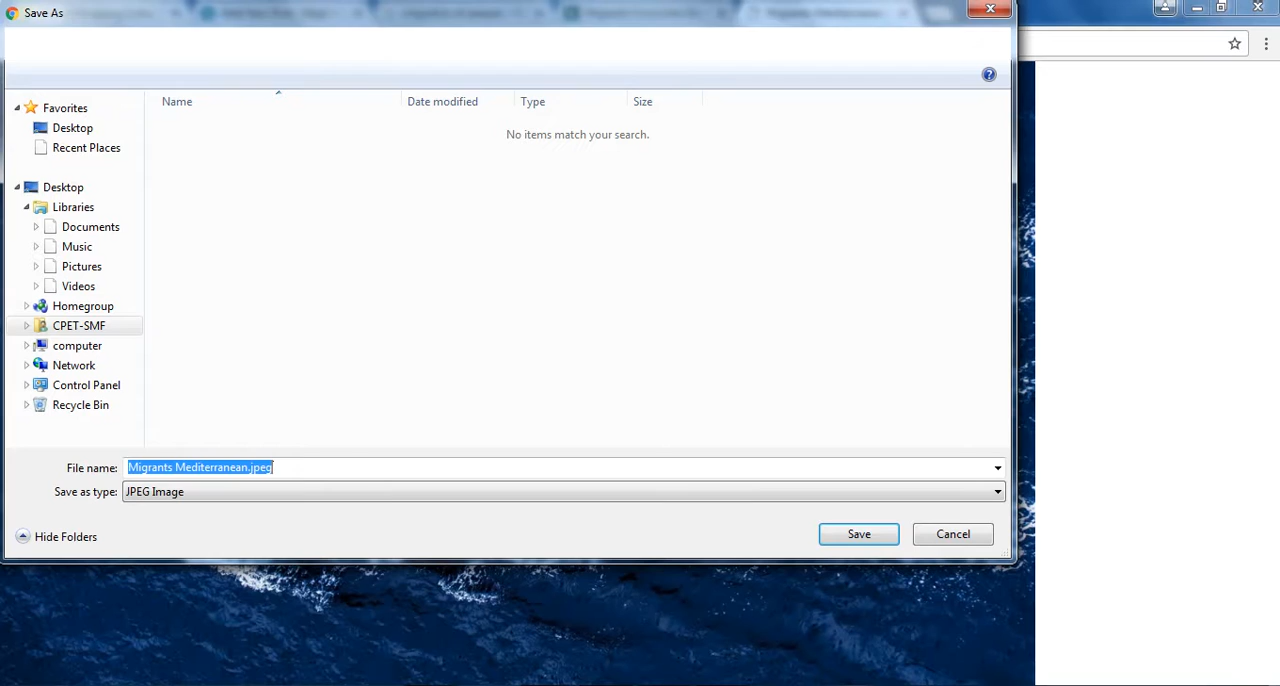 Save As
Name
Date modified
Type
Size
No items match your search.
Favorites
Desktop
Recent Places
Desktop
Libraries
Documents
Music
Pictures
Videos
Homegroup
CPET-SMF
computer
Network
Control Panel
Recycle Bin
File name: Migrants Mediterranean.jpeg
Save as type: JPEG Image
Hide Folders
Save
Cancel